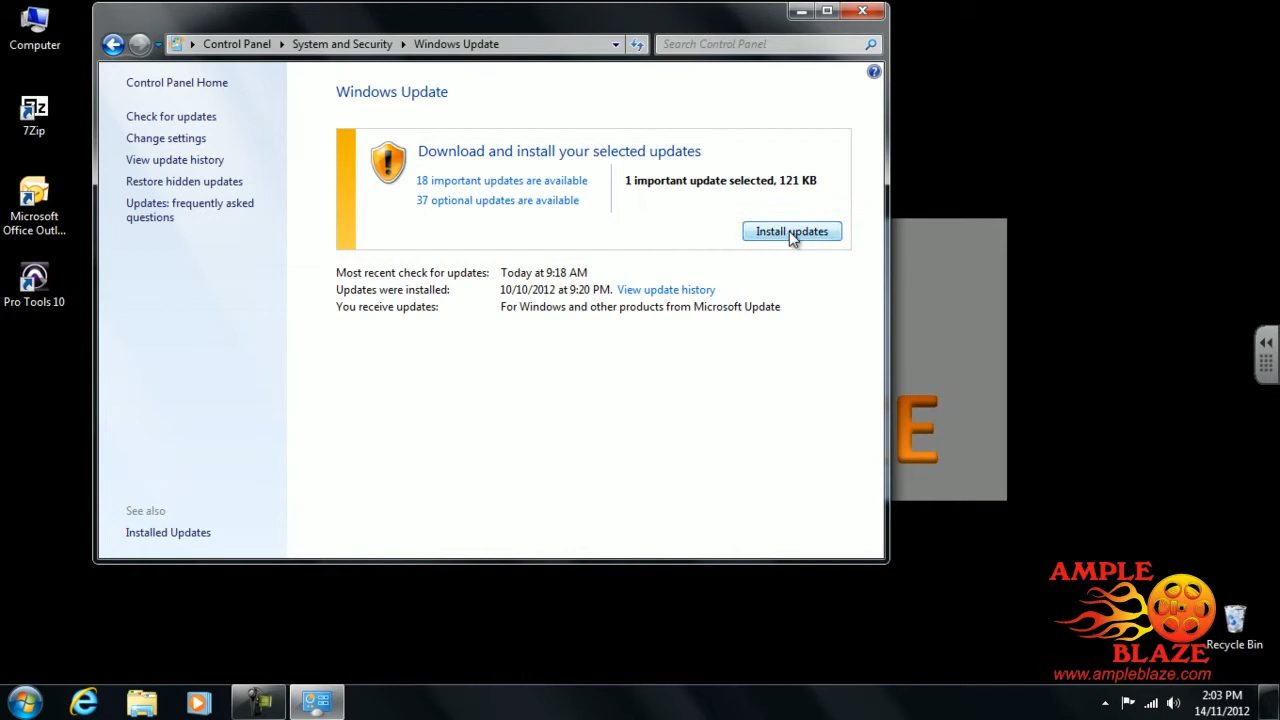 Computer
7Zip
Microsoft
Office Outl...
Pro Tools 10
Control Panel
System and Security
Windows Update
Search Control Panel
Control Panel Home
Check for updates
Change settings
View update history
Restore hidden updates
Updates: frequently asked
questions
See also
Installed Updates
Windows Update
Download and install your selected updates
18 important updates are available
37 optional updates are available
1 important update selected, 121 KB
Install updates
Most recent check for updates: Today at 9:18 AM
Updates were installed: 10/10/2012 at 9:20 PM. View update history
You receive updates: For Windows and other products from Microsoft Update
E
AMPLE
BLAZE
www.ampleblaze.com
Recycle Bin
2:03 PM
14/11/2012